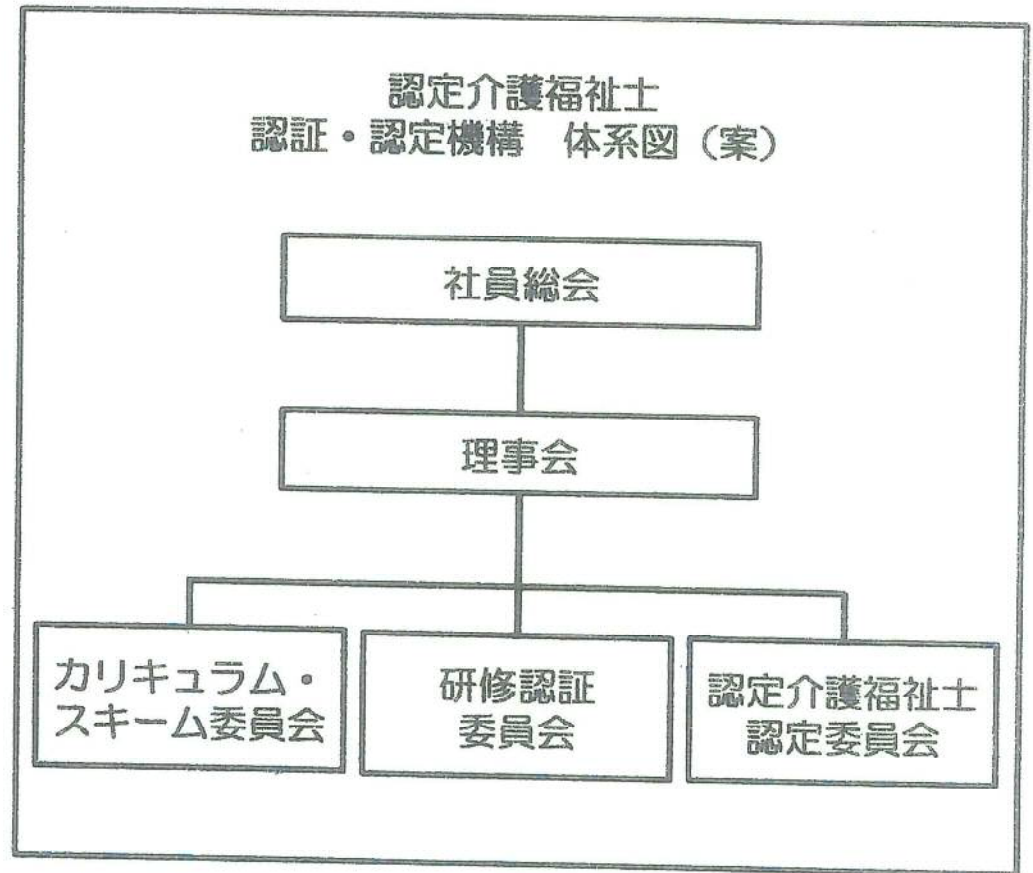 認定介護福祉士
認証・認定機構　体系図（案）
社員総会
理事会
カリキュラム・
スキーム委員会
研修認証
委員会
認定介護福祉士
認定委員会